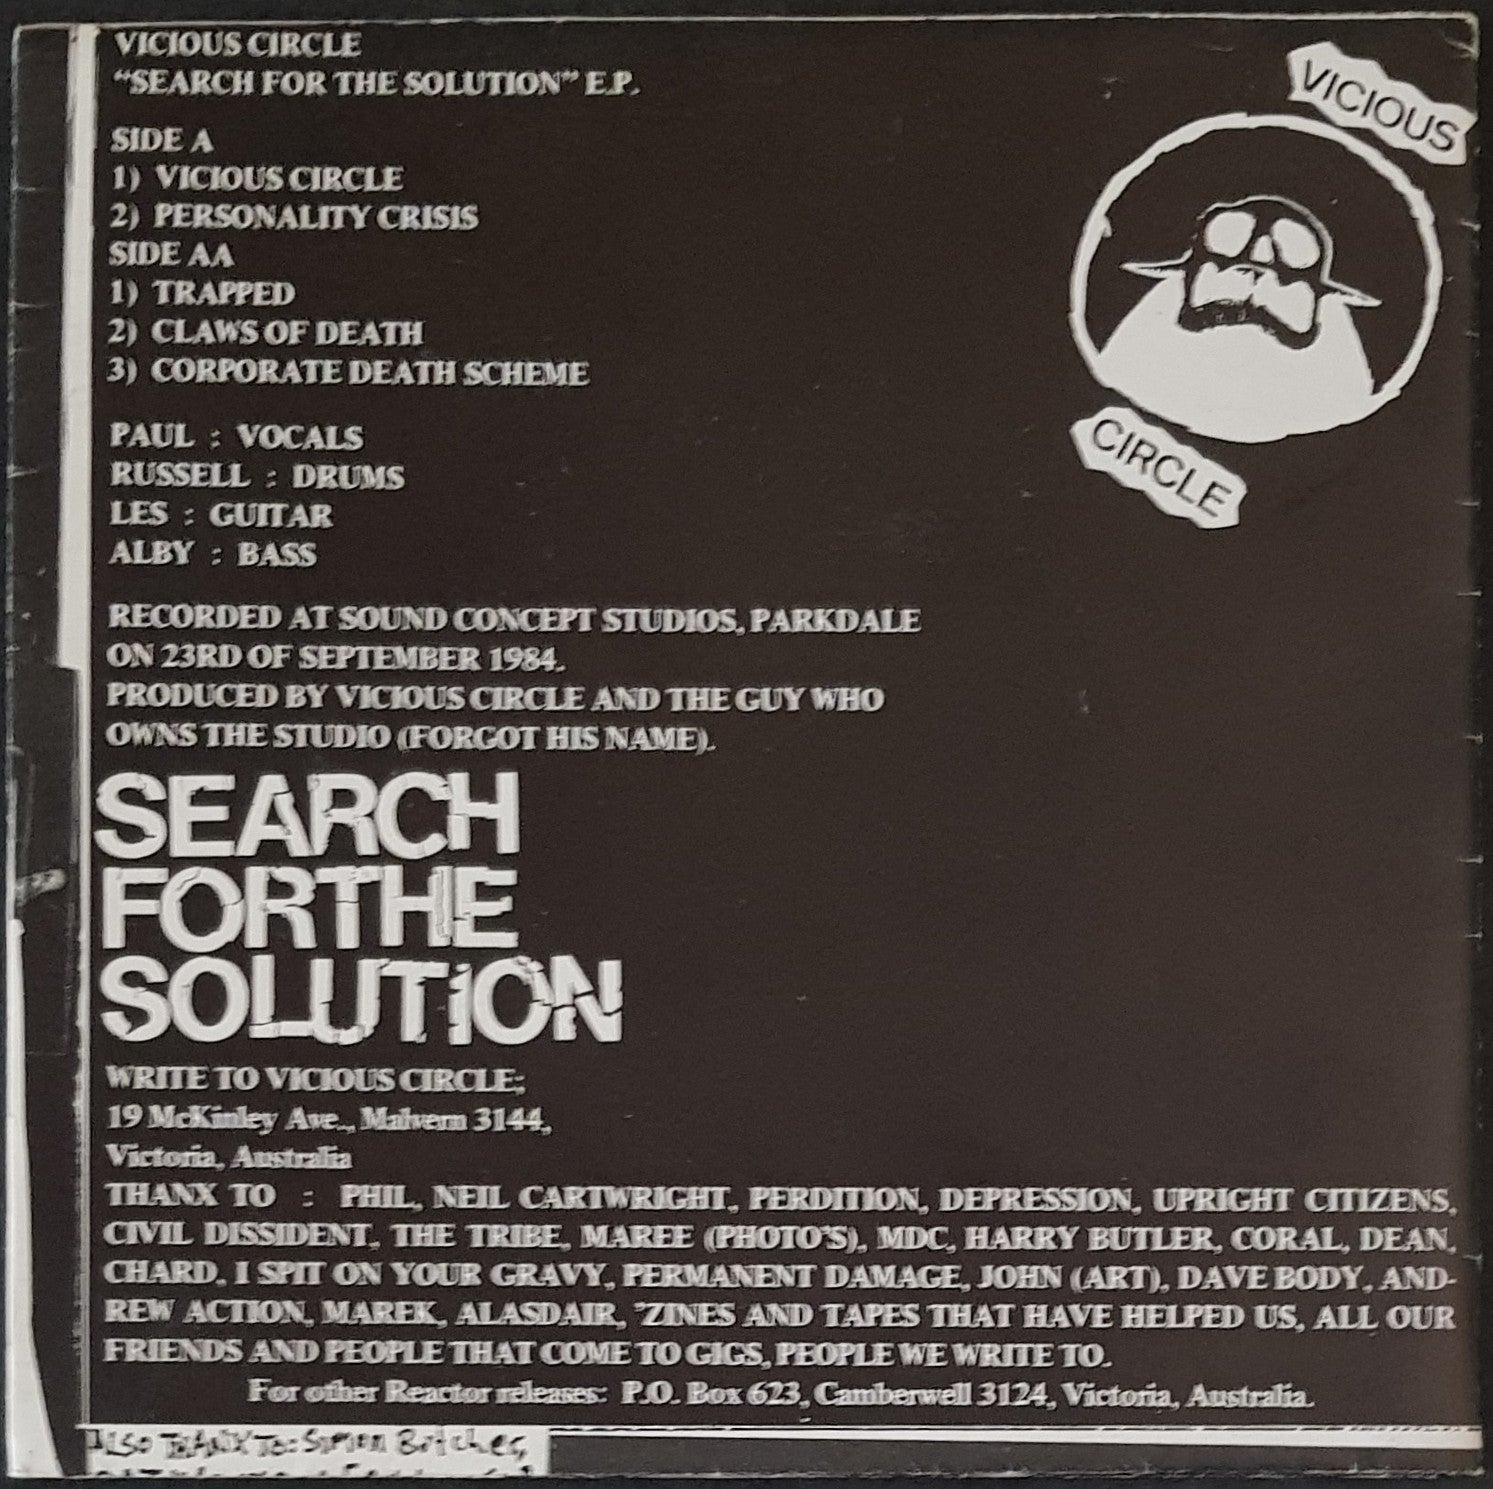 VICIOUS CIRCLE
"SEARCH FOR THE SOLUTION" E.P.
VICIOUS
CIRCLE
SIDE A
1) VICIOUS CIRCLE
2) PERSONALITY CRISIS
SIDE AA
1) TRAPPED
2) CLAWS OF DEATH
3) CORPORATE DEATH SCHEME
PAUL : VOCALS
RUSSELL : DRUMS
LES : GUITAR
ALBY : BASS
RECORDED AT SOUND CONCEPT STUDIOS, PARKDALE
ON 23RD OF SEPTEMBER 1984.
PRODUCED BY VICIOUS CIRCLE AND THE GUY WHO
OWNS THE STUDIO (FORGOT HIS NAME).
SEARCH
FOR THE
SOLUTiON
WRITE TO VICIOUS CIRCLE;
19 McKinley Ave., Malvern 3144,
Victoria, Australia
THANX TO : PHIL, NEIL CARTWRIGHT, PERDITION, DEPRESSION, UPRIGHT CITIZENS,
CIVIL DISSIDENT, THE TRIBE, MAREE (PHOTO'S), MDC, HARRY BUTLER, CORAL, DEAN,
CHARD, I SPIT ON YOUR GRAVY, PERMANENT DAMAGE, JOHN (ART), DAVE BODY, AND-
REW ACTION, MAREK, ALASDAIR, 'ZINES AND TAPES THAT HAVE HELPED US, ALL OUR
FRIENDS AND PEOPLE THAT COME TO GIGS, PEOPLE WE WRITE TO.
For other Reactor releases: P.O. Box 623, Camberwell 3124, Victoria, Australia.
ALSO THANX TO: SIMON